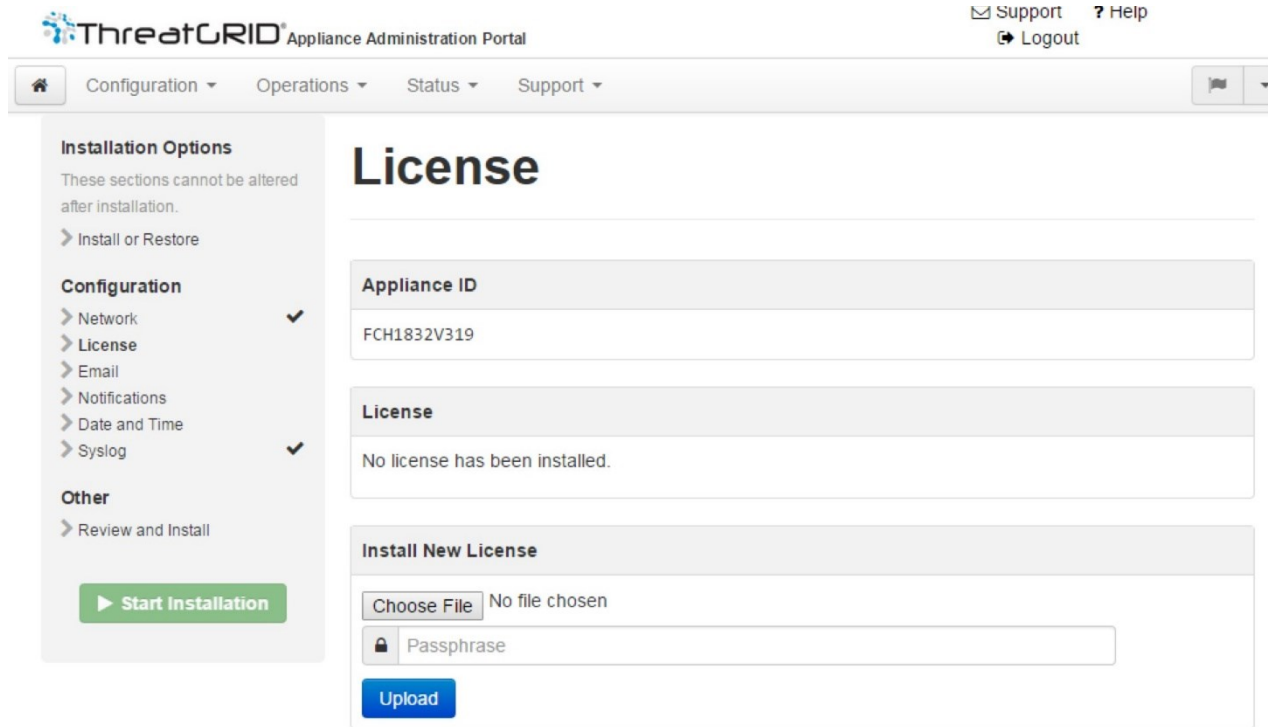 ThreatGRID® Appliance Administration Portal
Support ? Help
Logout
Configuration Operations Status Support
Installation Options
These sections cannot be altered
after installation.
Install or Restore
Configuration
Network
License
Email
Notifications
Date and Time
Syslog
Other
Review and Install
Start Installation
License
Appliance ID
FCH1832V319
License
No license has been installed.
Install New License
Choose File No file chosen
Passphrase
Upload